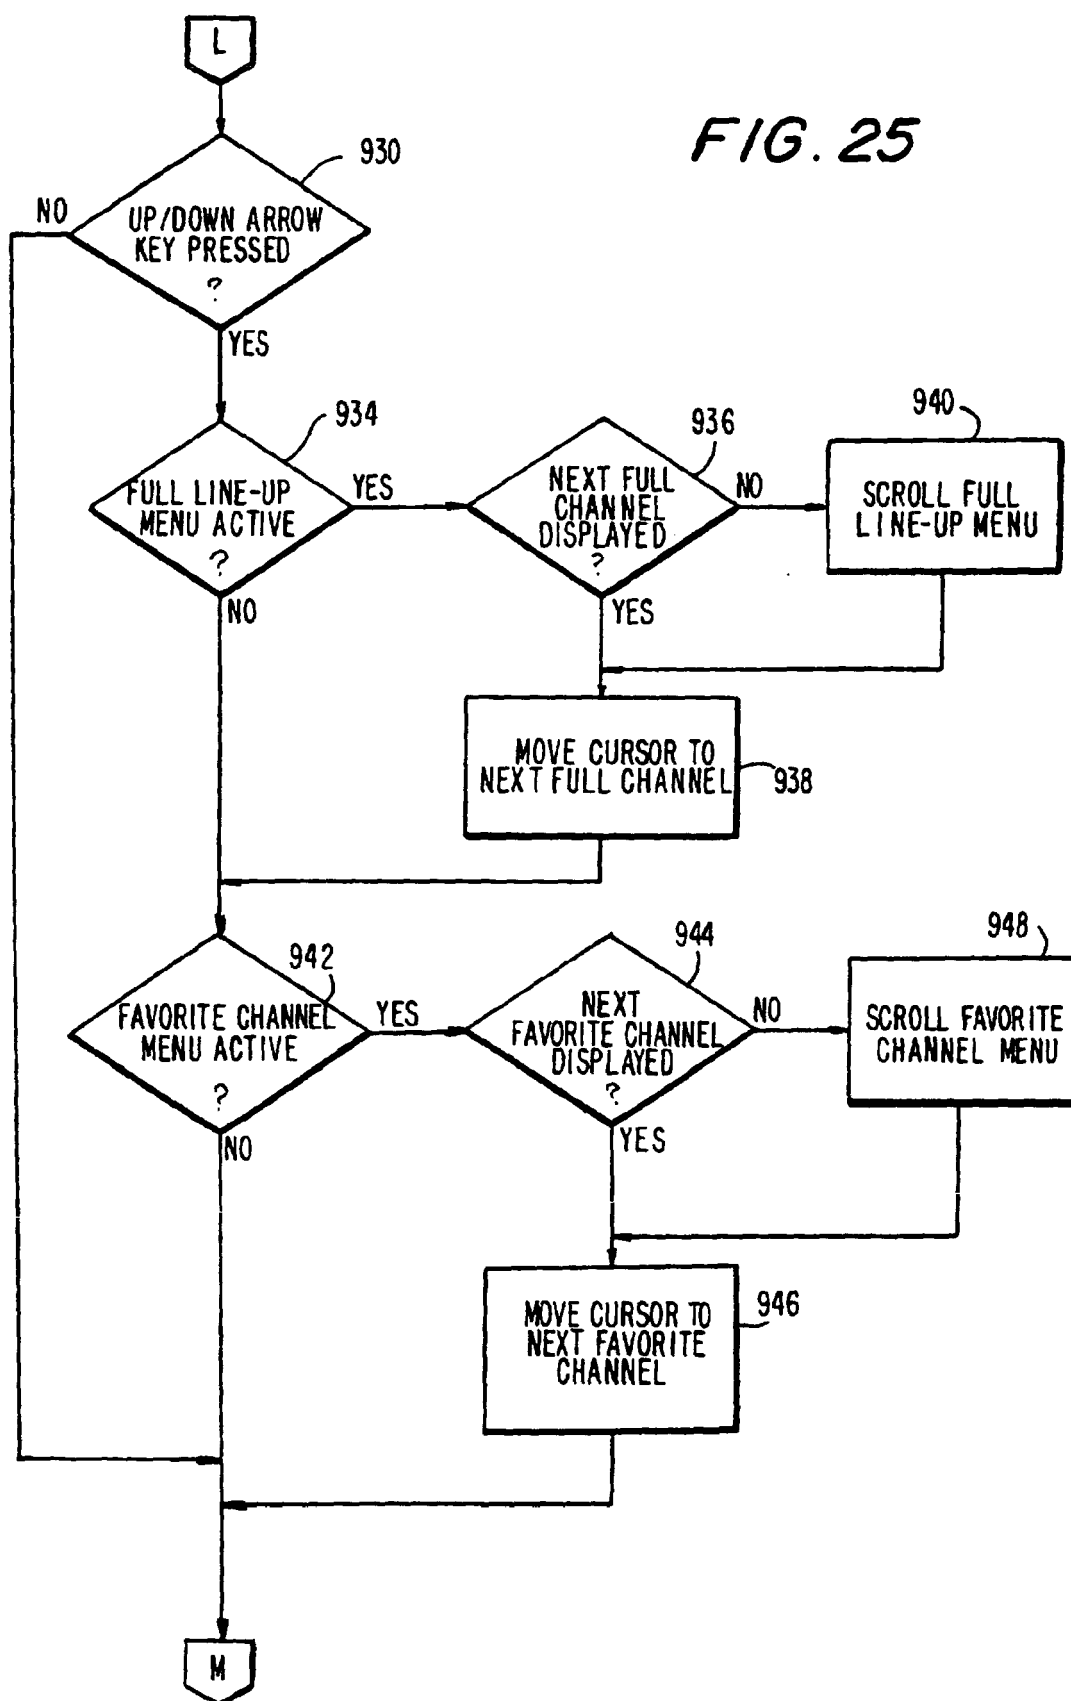 L
FIG. 25
930
NO
UP/DOWN ARROW
KEY PRESSED
?
YES
934
FULL LINE-UP
MENU ACTIVE
?
YES
NO
936
NEXT FULL
CHANNEL
DISPLAYED
?
NO
YES
940
SCROLL FULL
LINE-UP MENU
MOVE CURSOR TO
NEXT FULL CHANNEL
938
942
FAVORITE CHANNEL
MENU ACTIVE
?
YES
NO
944
NEXT
FAVORITE CHANNEL
DISPLAYED
?
NO
YES
948
SCROLL FAVORITE
CHANNEL MENU
MOVE CURSOR TO
NEXT FAVORITE
CHANNEL
946
M